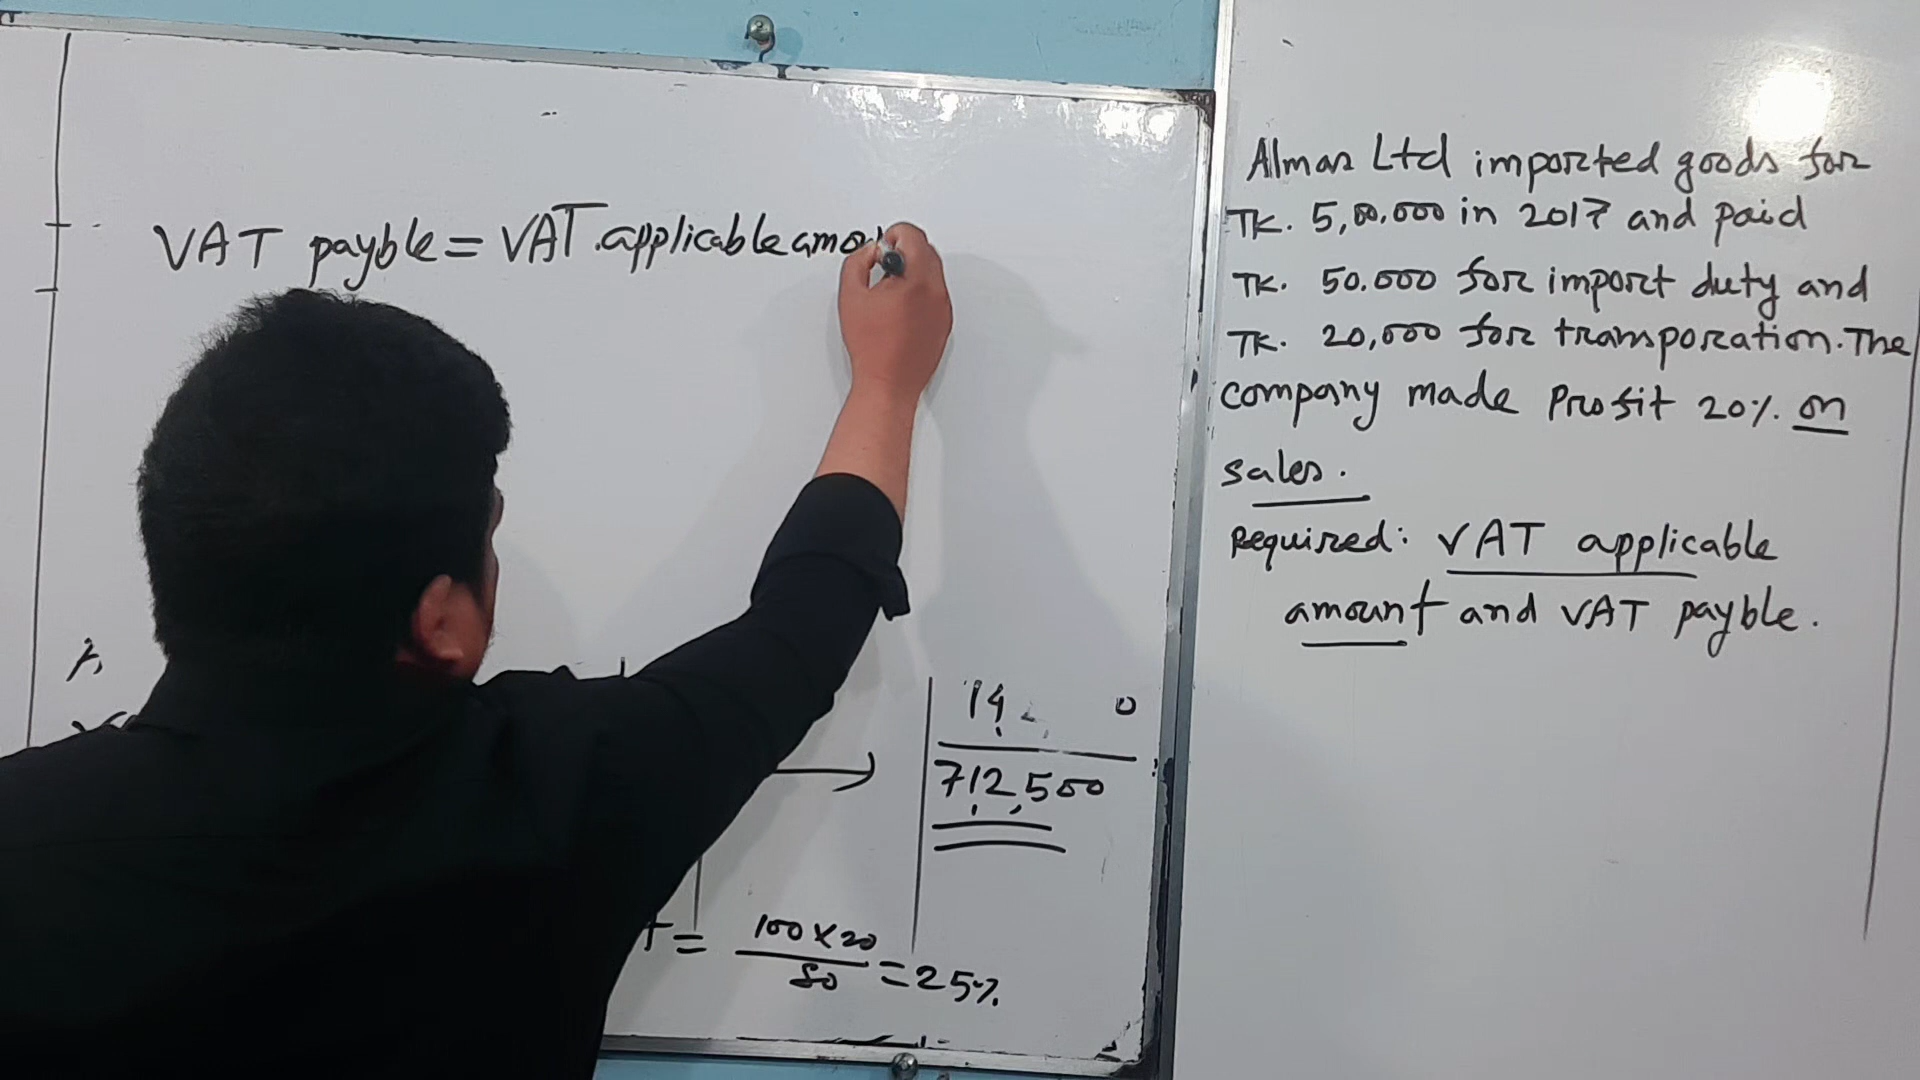 VAT payble = VAT applicable amou
14 0
712,500
= 100 × 20
80
= 25%
Alman Ltd imported goods for
TK. 5,00,000 in 2017 and paid
TK. 50.000 for import duty and
TK. 20,000 for transporation. The
company made Profit 20% on
sales.
Required: VAT applicable
amount and VAT payble.